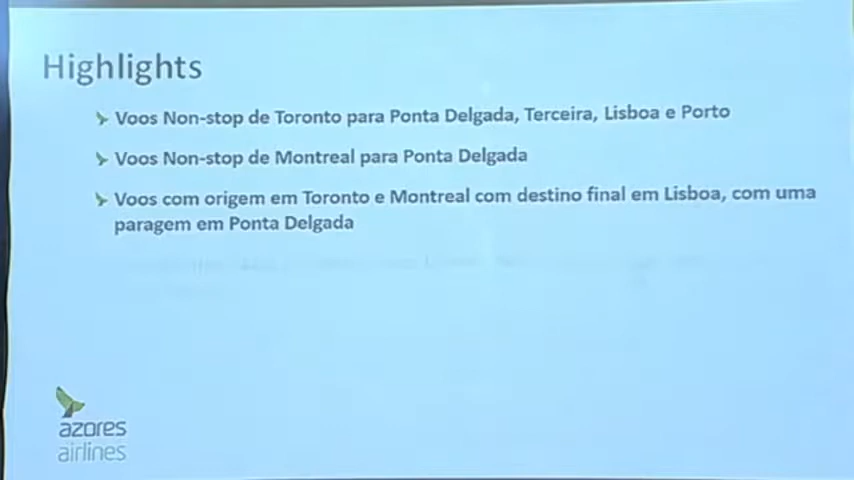 Highlights
Voos Non-stop de Toronto para Ponta Delgada, Terceira, Lisboa e Porto
Voos Non-stop de Montreal para Ponta Delgada
Voos com origem em Toronto e Montreal com destino final em Lisboa, com uma
paragem em Ponta Delgada
azores
airlines